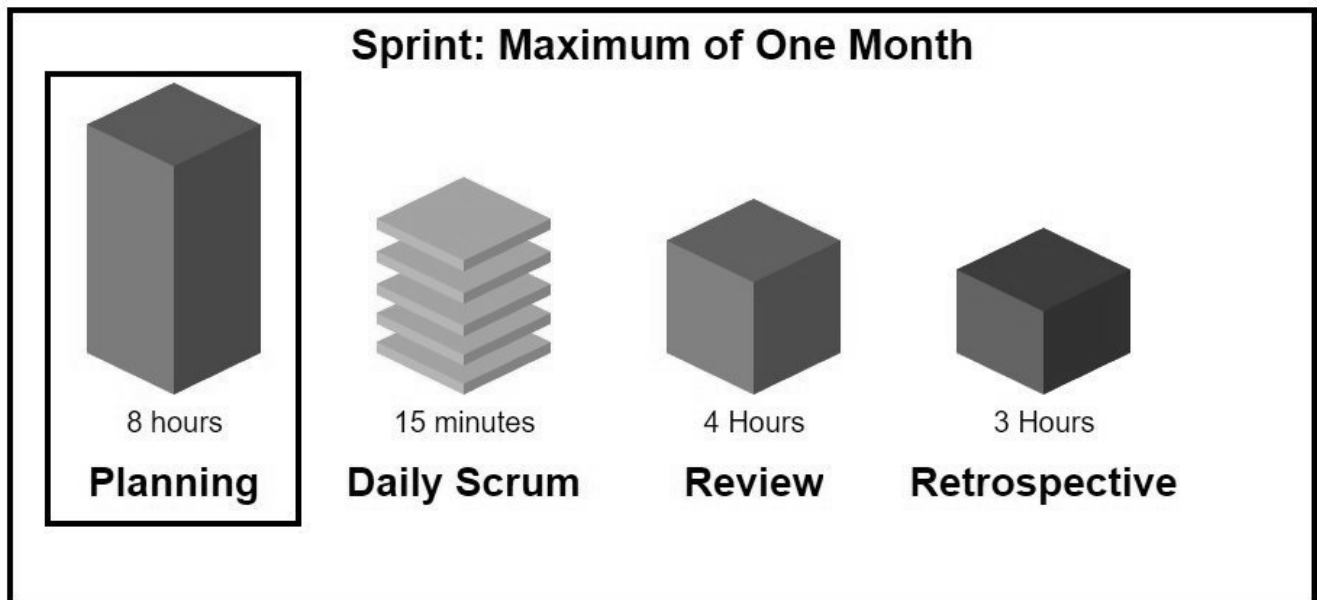 Sprint: Maximum of One Month
8 hours
15 minutes
4 Hours
3 Hours
Planning
Daily Scrum
Review
Retrospective